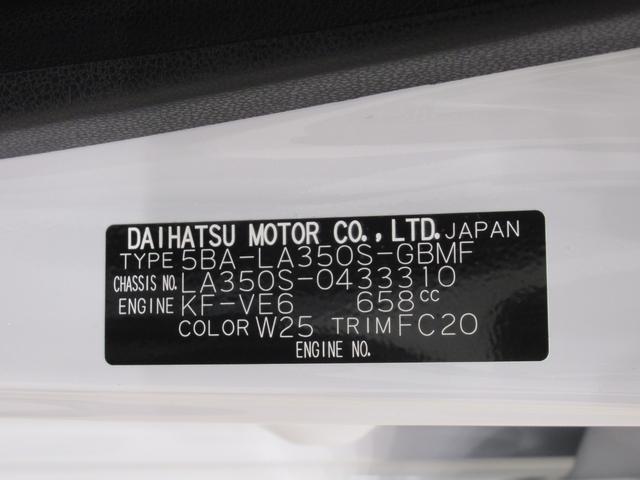 DAIHATSU MOTOR CO., LTD. JAPAN
TYPE 5BA-LA350S-GBMF
CHASSIS NO. LA350S-0433310
ENGINE KF-VE6 658cc
COLOR W25 TRIM FC20
ENGINE NO.